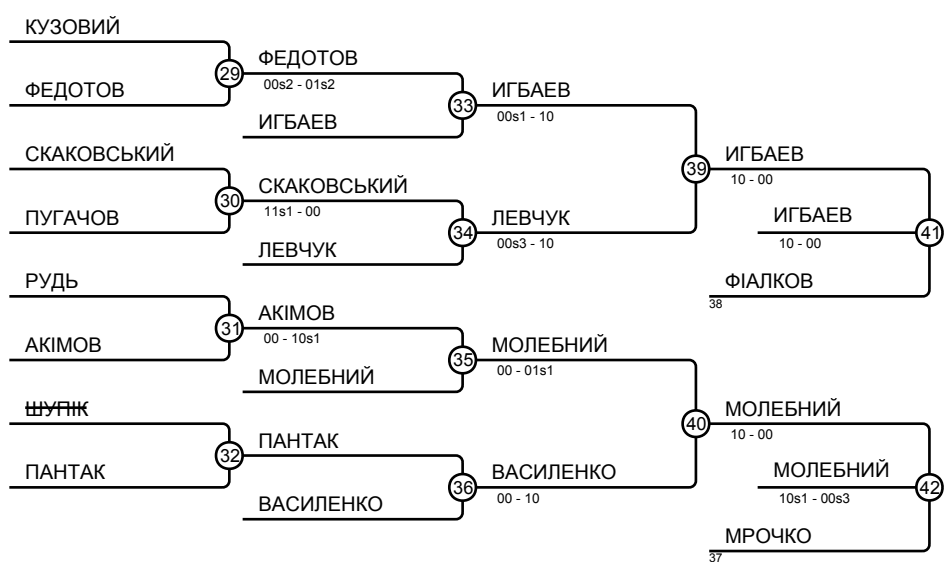 КУЗОВИЙ
29
ФЕДОТОВ
00s2 - 01s2
ФЕДОТОВ
33
ИГБАЕВ
00s1 - 10
ИГБАЕВ
СКАКОВСЬКИЙ
39
ИГБАЕВ
10 - 00
30
СКАКОВСЬКИЙ
11s1 - 00
ПУГАЧОВ
34
ЛЕВЧУК
00s3 - 10
ИГБАЕВ
10 - 00
41
ЛЕВЧУК
РУДЬ
ФІАЛКОВ
38
31
АКІМОВ
00 - 10s1
АКІМОВ
35
МОЛЕБНИЙ
00 - 01s1
МОЛЕБНИЙ
ШУПІК
40
МОЛЕБНИЙ
10 - 00
32
ПАНТАК
ПАНТАК
36
ВАСИЛЕНКО
00 - 10
МОЛЕБНИЙ
10s1 - 00s3
42
ВАСИЛЕНКО
МРОЧКО
37